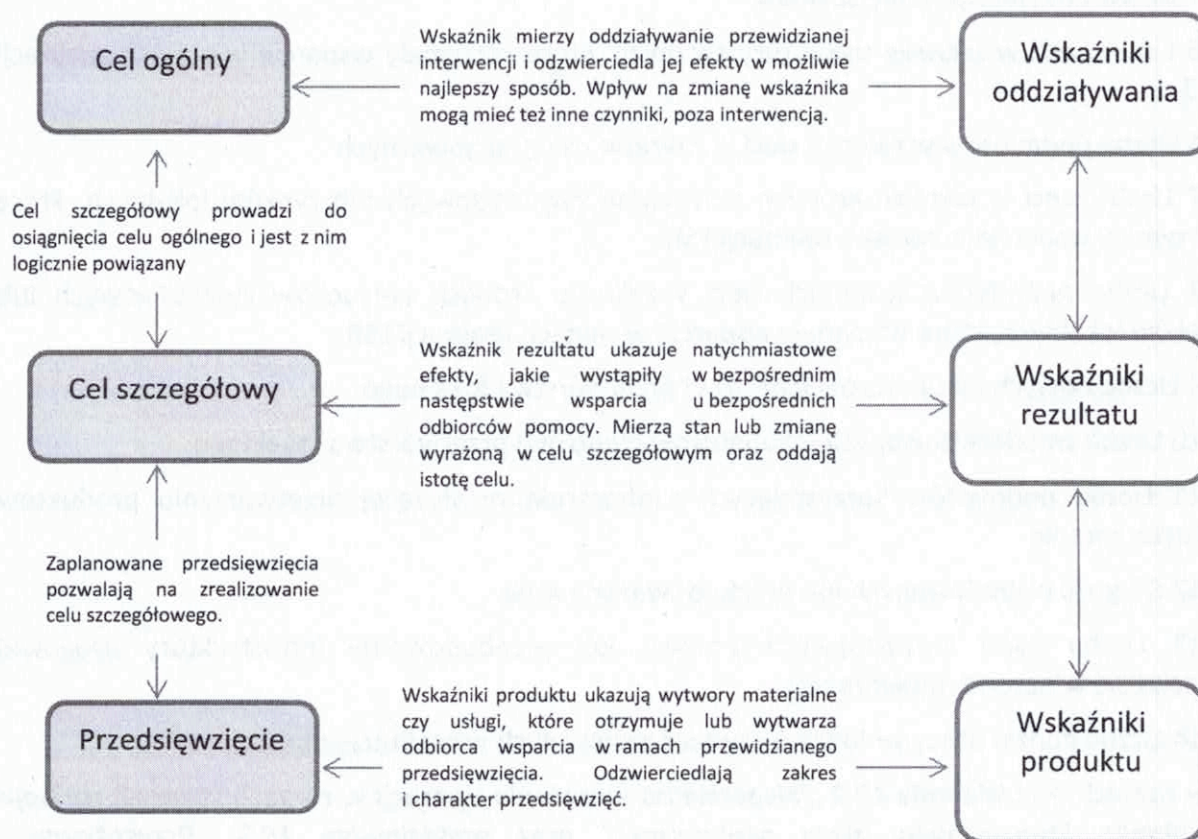 Cel ogólny
Wskaźnik mierzy oddziaływanie przewidzianej
interwencji i odzwierciedla jej efekty w możliwie
najlepszy sposób. Wpływ na zmianę wskaźnika
mogą mieć też inne czynniki, poza interwencją.
Wskaźniki
oddziaływania
Cel szczegółowy prowadzi do
osiągnięcia celu ogólnego i jest z nim
logicznie powiązany
Cel szczegółowy
Wskaźnik rezultatu ukazuje natychmiastowe
efekty, jakie wystąpiły w bezpośrednim
następstwie wsparcia u bezpośrednich
odbiorców pomocy. Mierzą stan lub zmianę
wyrażoną w celu szczegółowym oraz oddają
istotę celu.
Wskaźniki
rezultatu
Zaplanowane przedsięwzięcia
pozwalają na zrealizowanie
celu szczegółowego.
Przedsięwzięcie
Wskaźniki produktu ukazują wytwory materialne
czy usługi, które otrzymuje lub wytwarza
odbiorca wsparcia w ramach przewidzianego
przedsięwzięcia. Odzwierciedlają zakres
i charakter przedsięwzięć.
Wskaźniki
produktu